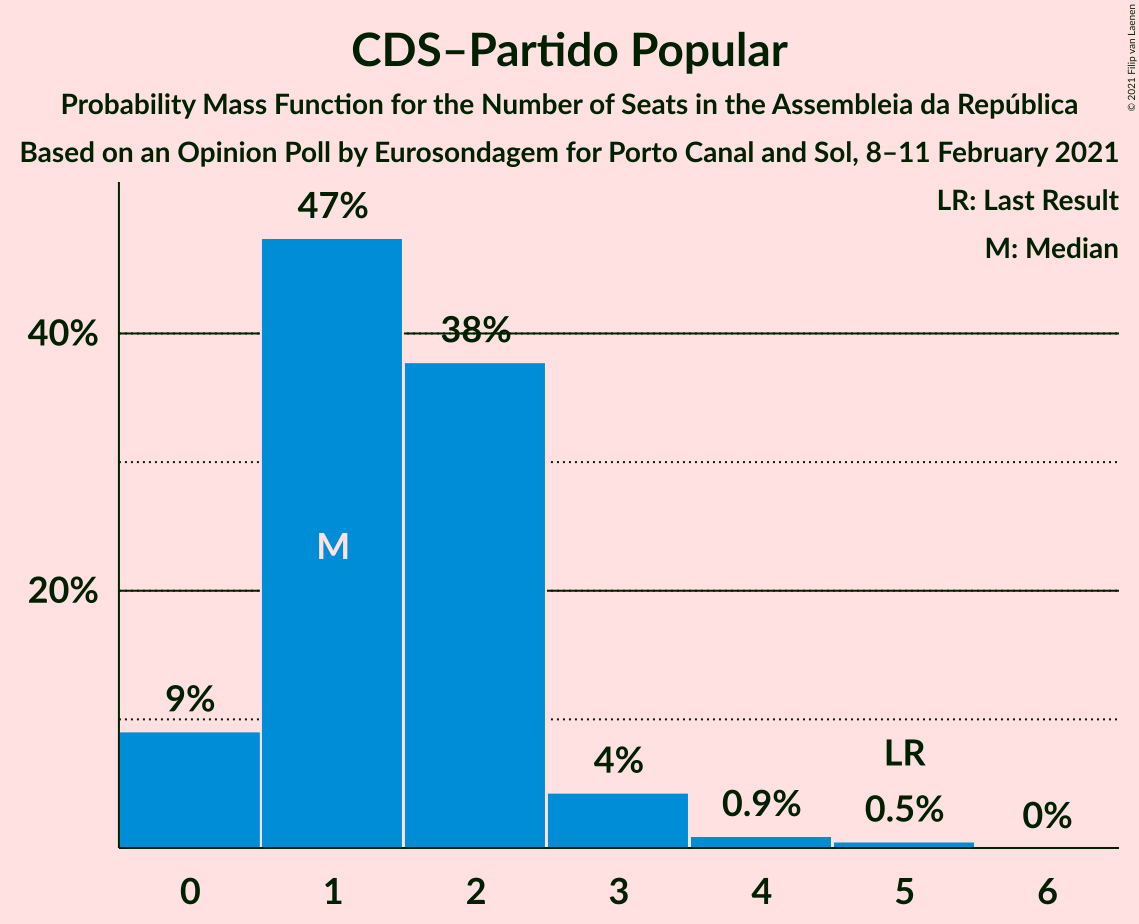 CDS–Partido Popular
Probability Mass Function for the Number of Seats in the Assembleia da República
Based on an Opinion Poll by Eurosondagem for Porto Canal and Sol, 8–11 February 2021
© 2021 Filip van Laenen
LR: Last Result
M: Median
47%
38%
40%
M
20%
9%
4%
LR
0.9%
0.5%
0%
0 1 2 3 4 5 6